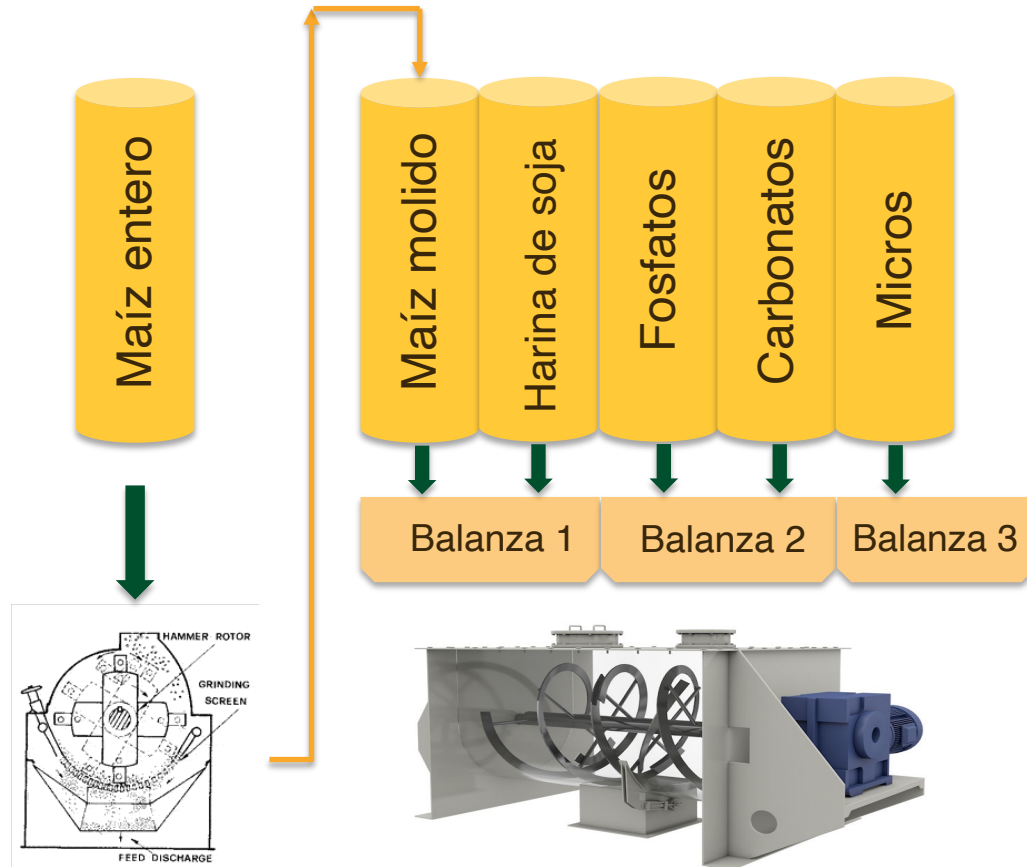 Maíz entero
Maíz molido
Harina de soja
Fosfatos
Carbonatos
Micros
Balanza 1
Balanza 2
Balanza 3
HAMMER ROTOR
GRINDING
SCREEN
FEED DISCHARGE